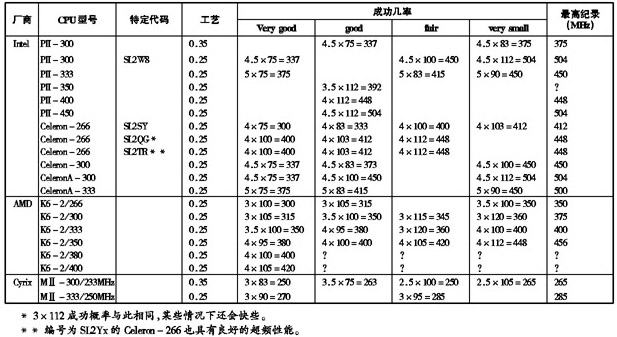 厂商 CPU型号 特定代码 工艺 成功几率 最高纪录(MHz)
Very good good fair very small
Intel PⅡ-300 0.35 4.5×75=337 4.5×83=375 375
PⅡ-300 SL2W8 0.25 4.5×75=337 4.5×100=450 4.5×112=504 504
PⅡ-333 0.25 5×75=375 5×83=415 5×90=450 450
PⅡ-350 0.25 3.5×112=392 ?
PⅡ-400 0.25 4×112=448 448
PⅡ-450 0.25 4.5×112=504 504
Celeron-266 SL2SY 0.25 4×75=300 4×83=333 4×100=400 4×103=412 412
Celeron-266 SL2QG* 0.25 4×100=400 4×103=412 4×112=448 448
Celeron-266 SL2TR** 0.25 4×100=400 4×103=412 4×112=448 448
Celeron-300 0.25 4.5×75=337 4.5×83=373 4.5×100=450 450
CeleronA-300 0.25 4.5×75=337 4.5×100=450 4.5×112=504 504
CeleronA-333 0.25 5×75=375 5×83=415 5×90=450 500
AMD K6-2/266 0.25 3×100=300 3×105=315 3.5×100=350 350
K6-2/300 0.25 3×105=315 3.5×100=350 3×115=345 3×120=360 375
K6-2/333 0.25 3.5×100=350 4×95=380 3×120=360 4×100=400 400
K6-2/350 0.25 4×95=380 4×100=400 4×105=420 4×112=448 456
K6-2/380 0.25 4×100=400 ? ? ? ?
K6-2/400 0.25 4×105=420 ? ? ? ?
Cyrix MⅡ-300/233MHz 0.35 3×83=250 3.5×75=263 2.5×100=250 2.5×105=265 265
MⅡ-333/250MHz 0.25 3×90=270 3×95=285 285
* 3×112成功概率与此相同,某些情况下还会快些。
** 编号为SL2Yx的Celeron-266也具有良好的超频性能。